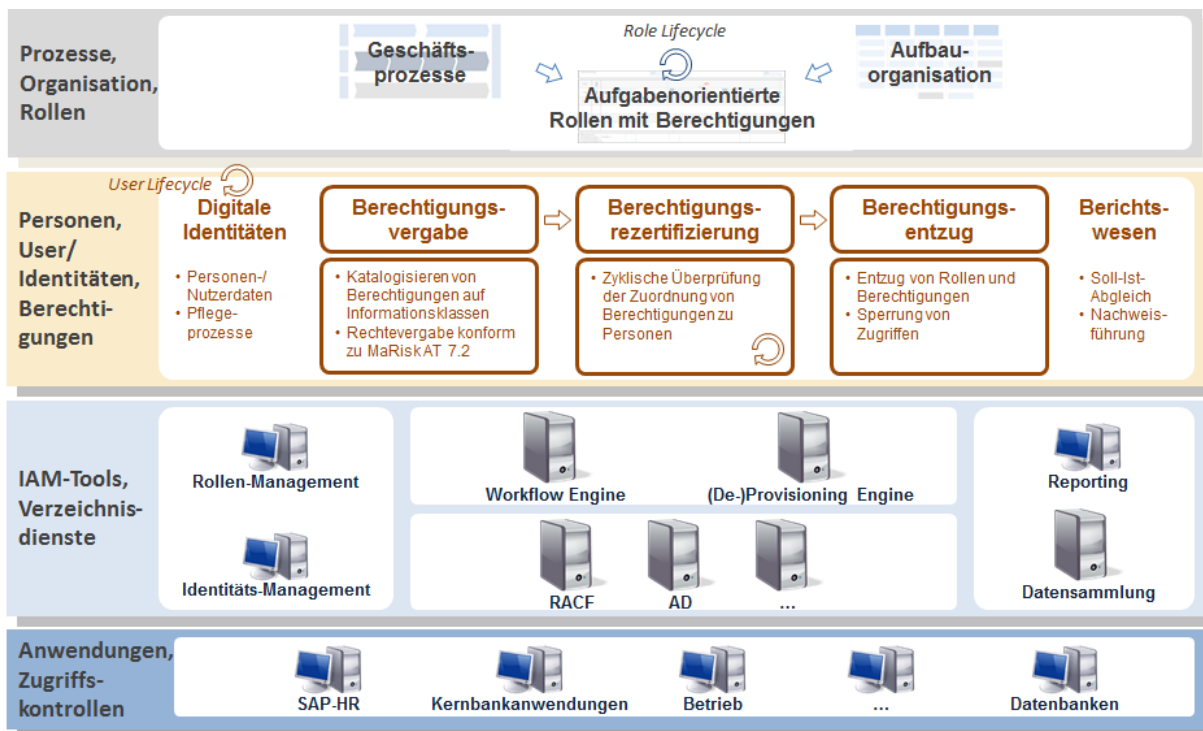 Prozesse,
Organisation,
Rollen
Geschäfts-
prozesse
Role Lifecycle
Aufgabenorientierte
Rollen mit Berechtigungen
Aufbau-
organisation
Personen,
User/
Identitäten,
Berechti-
gungen
User Lifecycle
Digitale
Identitäten
• Personen-/
Nutzerdaten
• Pflege-
prozesse
Berechtigungs-
vergabe
• Katalogisieren von
Berechtigungen auf
Informationsklassen
• Rechtevergabe konform
zu MaRisk AT 7.2
Berechtigungs-
rezertifizierung
• Zyklische Überprüfung
der Zuordnung von
Berechtigungen zu
Personen
Berechtigungs-
entzug
• Entzug von Rollen und
Berechtigungen
• Sperrung von
Zugriffen
Berichts-
wesen
• Soll-Ist-
Abgleich
• Nachweis-
führung
IAM-Tools,
Verzeichnis-
dienste
Rollen-Management
Identitäts-Management
Workflow Engine
(De-)Provisioning Engine
RACF
AD
...
Reporting
Datensammlung
Anwendungen,
Zugriffs-
kontrollen
SAP-HR
Kernbankanwendungen
Betrieb
...
Datenbanken